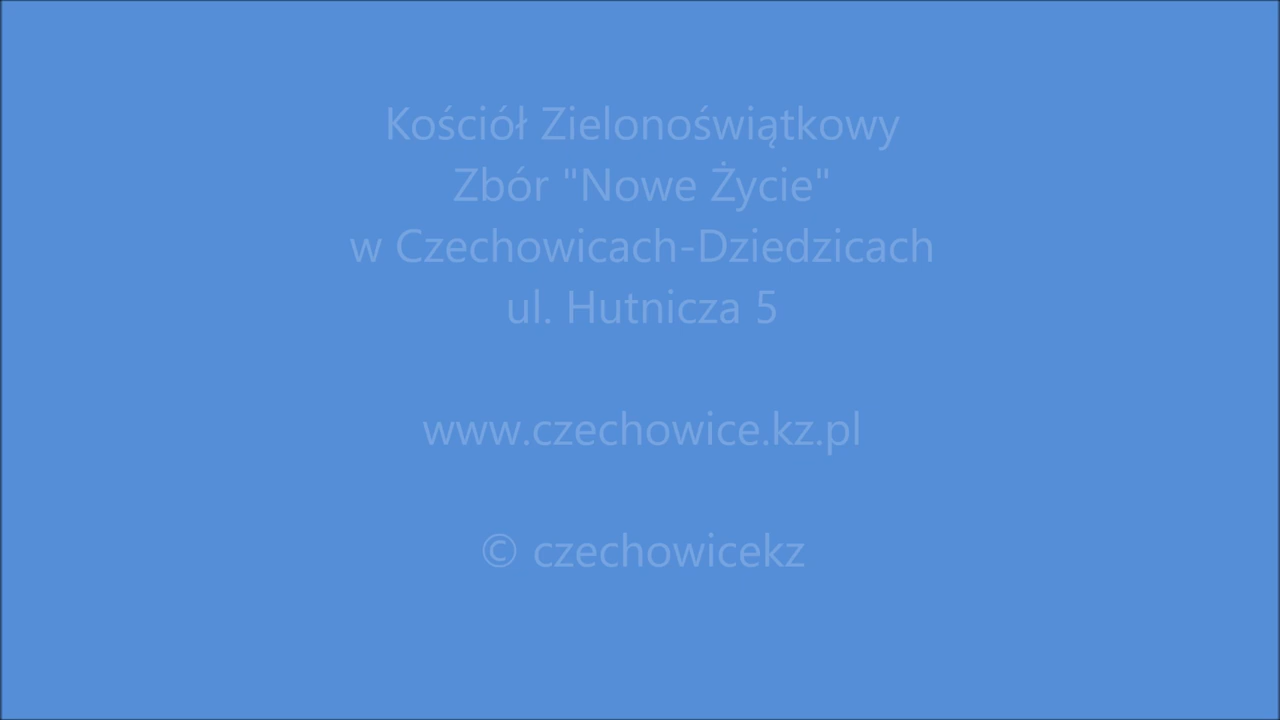 Kościół Zielonoświątkowy
Zbór "Nowe Życie"
w Czechowicach-Dziedzicach
ul. Hutnicza 5
www.czechowice.kz.pl
© czechowicekz